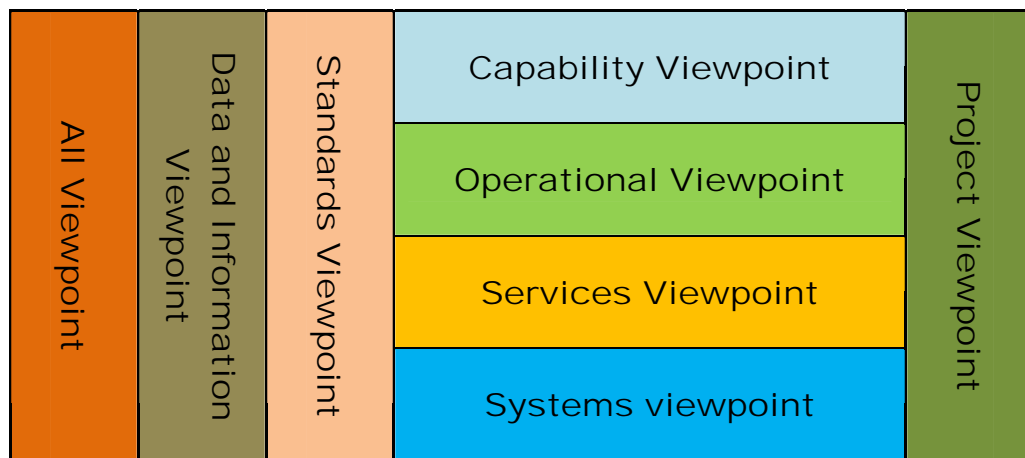 All Viewpoint
Data and Information
Viewpoint
Standards Viewpoint
Capability Viewpoint
Operational Viewpoint
Services Viewpoint
Systems viewpoint
Project Viewpoint